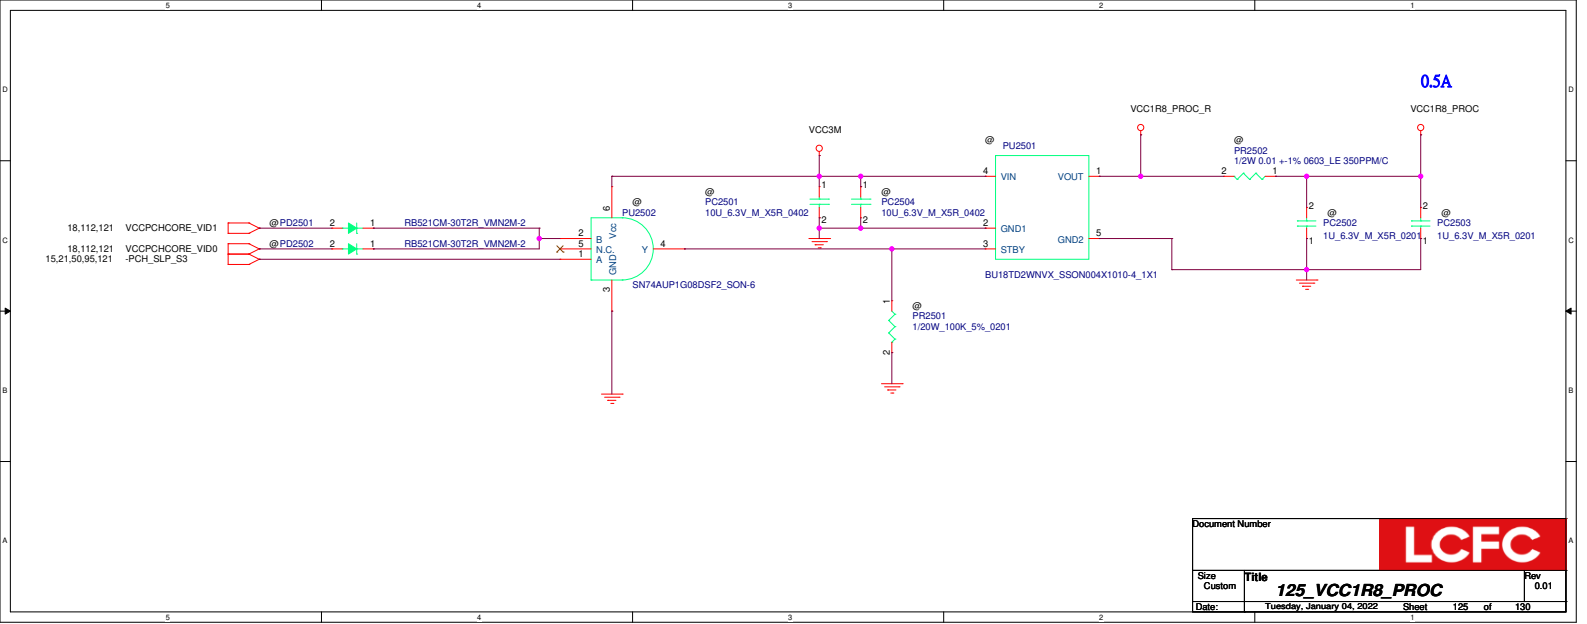 5 4 3 2 1
D D
0.5A
VCC1R8_PROC_R VCC1R8_PROC
VCC3M
@ PU2501
@
PR2502
1/2W 0.01 +-1% 0603_LE 350PPM/C
4 VIN VOUT 1 2 1
@
PC2501
10U_6.3V_M_X5R_0402
1 2
@
PC2504
10U_6.3V_M_X5R_0402
1 2
@
PU2502
6 Vcc
18,112,121 VCCPCHCORE_VID1 @ PD2501 2 1 RB521CM-30T2R_VMN2M-2
18,112,121 VCCPCHCORE_VID0 @ PD2502 2 1 RB521CM-30T2R_VMN2M-2
15,21,50,95,121 -PCH_SLP_S3
2 B
5 N.C.
1 A
Y 4
GND
3
SN74AUP1G08DSF2_SON-6
2 GND1
3 STBY
GND2 5
BU18TD2WNVX_SSON004X1010-4_1X1
2
@
PC2502
1U_6.3V_M_X5R_0201
1
2
@
PC2503
1U_6.3V_M_X5R_0201
1
C C
1
@
PR2501
1/20W_100K_5%_0201
2
B B
A A
Document Number
LCFC
Size
Custom
Title
125_VCC1R8_PROC
Rev
0.01
Date: Tuesday, January 04, 2022 Sheet 125 of 130
5 4 3 2 1